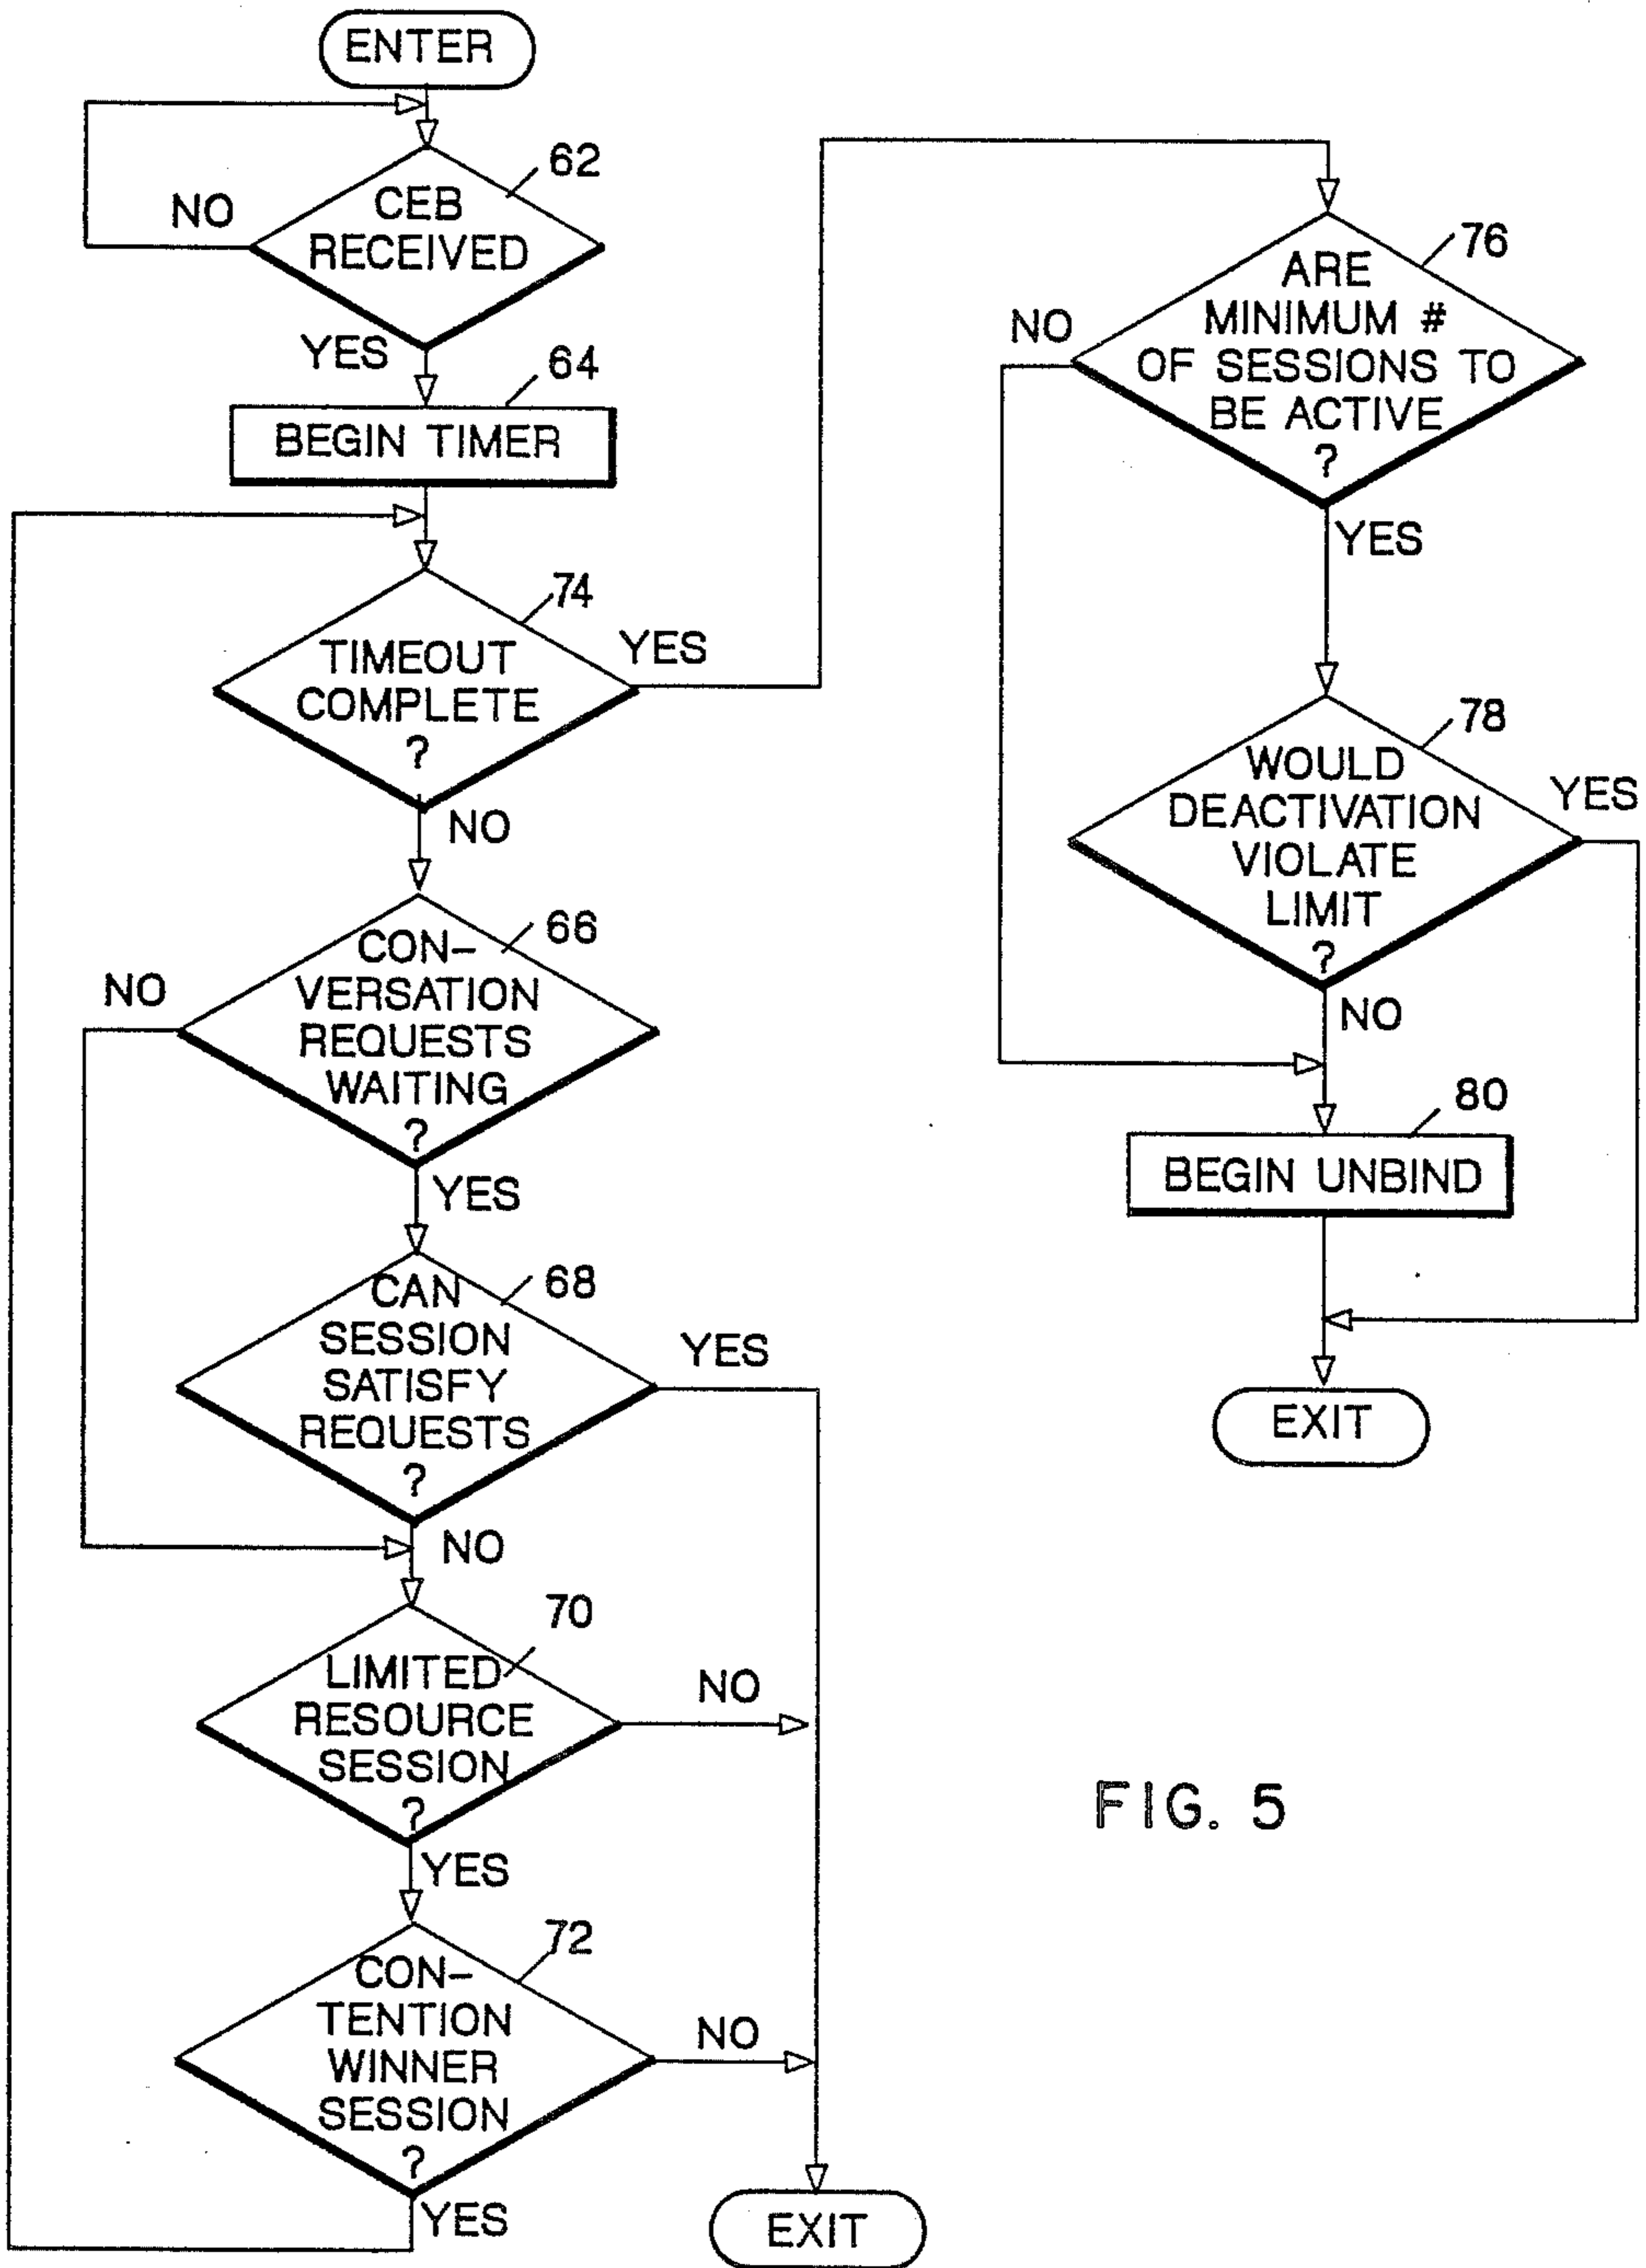 ENTER
62
CEB
RECEIVED
NO
YES
64
BEGIN TIMER
74
TIMEOUT
COMPLETE
?
YES
NO
66
CON-
VERSATION
REQUESTS
WAITING
?
NO
YES
68
CAN
SESSION
SATISFY
REQUESTS
?
YES
NO
70
LIMITED
RESOURCE
SESSION
?
NO
YES
72
CON-
TENTION
WINNER
SESSION
?
NO
YES
EXIT
76
ARE
MINIMUM #
OF SESSIONS TO
BE ACTIVE
?
NO
YES
78
WOULD
DEACTIVATION
VIOLATE
LIMIT
?
YES
NO
80
BEGIN UNBIND
EXIT
FIG. 5